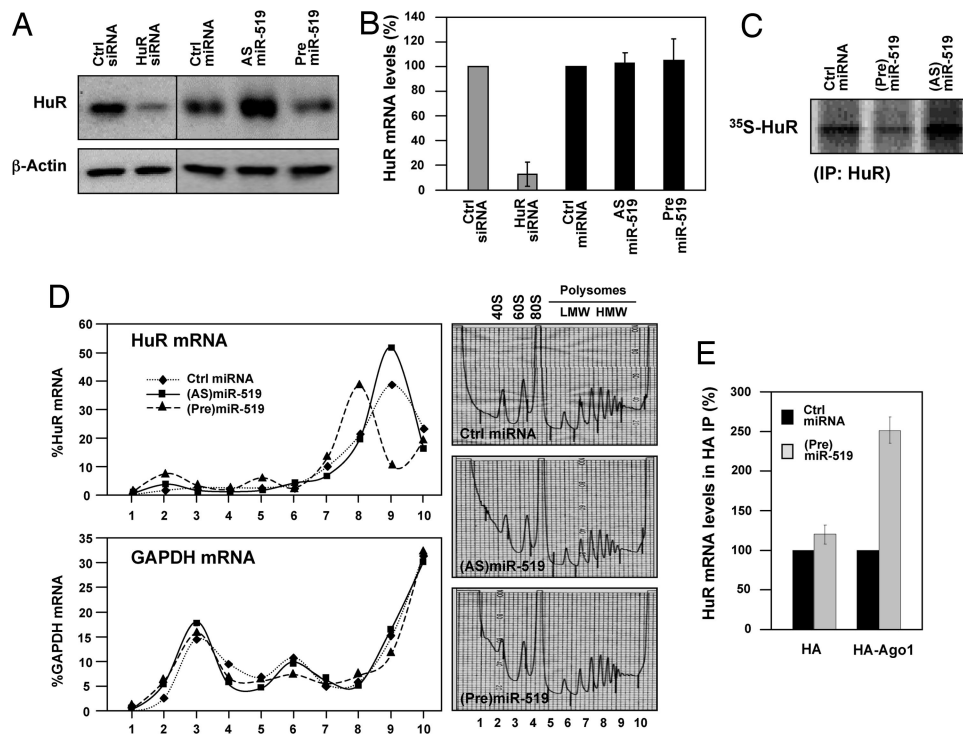 A
Ctrl siRNA
HuR siRNA
Ctrl miRNA
AS miR-519
Pre miR-519
HuR
β-Actin
B
HuR mRNA levels (%)
140
120
100
80
60
40
20
0
Ctrl siRNA
HuR siRNA
Ctrl miRNA
AS miR-519
Pre miR-519
C
Ctrl miRNA
(Pre) miR-519
(AS) miR-519
³⁵S-HuR
(IP: HuR)
D
%HuR mRNA
60
50
40
30
20
10
0
HuR mRNA
Ctrl miRNA
(AS)miR-519
(Pre)miR-519
1 2 3 4 5 6 7 8 9 10
%GAPDH mRNA
35
30
25
20
15
10
5
0
GAPDH mRNA
1 2 3 4 5 6 7 8 9 10
40S
60S
80S
Polysomes
LMW HMW
Ctrl miRNA
(AS)miR-519
(Pre)miR-519
1 2 3 4 5 6 7 8 9 10
E
HuR mRNA levels in HA IP (%)
300
250
200
150
100
50
0
Ctrl miRNA
(Pre) miR-519
HA
HA-Ago1